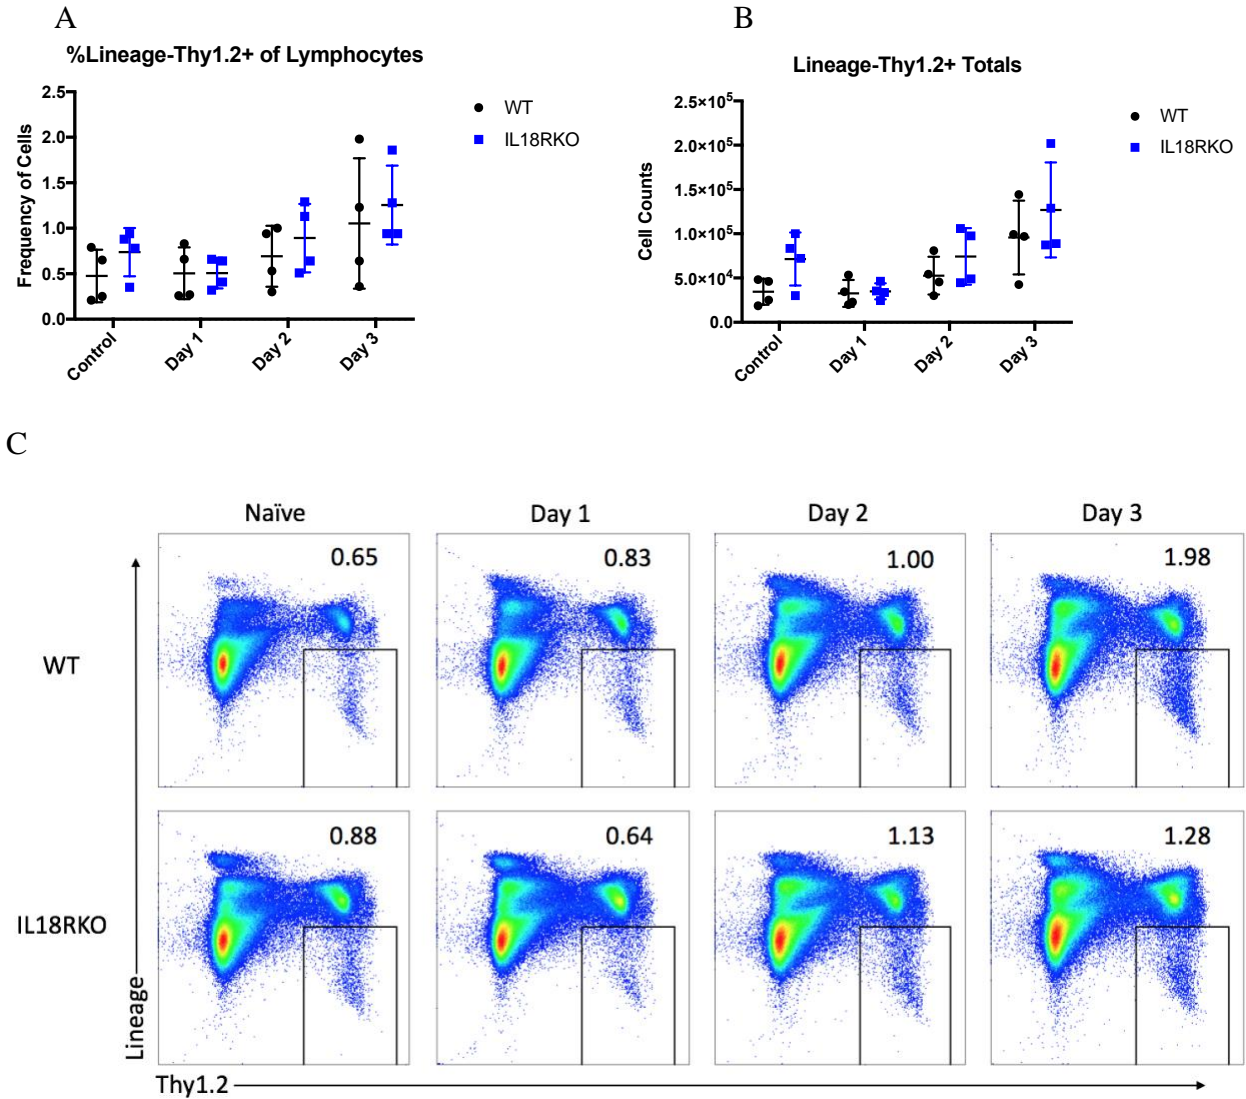 A
%Lineage-Thy1.2+ of Lymphocytes
Frequency of Cells
2.5
2.0
1.5
1.0
0.5
0.0
Control
Day 1
Day 2
Day 3
WT
IL18RKO
B
Lineage-Thy1.2+ Totals
Cell Counts
2.5×10⁵
2.0×10⁵
1.5×10⁵
1.0×10⁵
5.0×10⁴
0.0
Control
Day 1
Day 2
Day 3
WT
IL18RKO
C
Naïve
Day 1
Day 2
Day 3
WT
0.65
0.83
1.00
1.98
IL18RKO
0.88
0.64
1.13
1.28
Lineage
Thy1.2